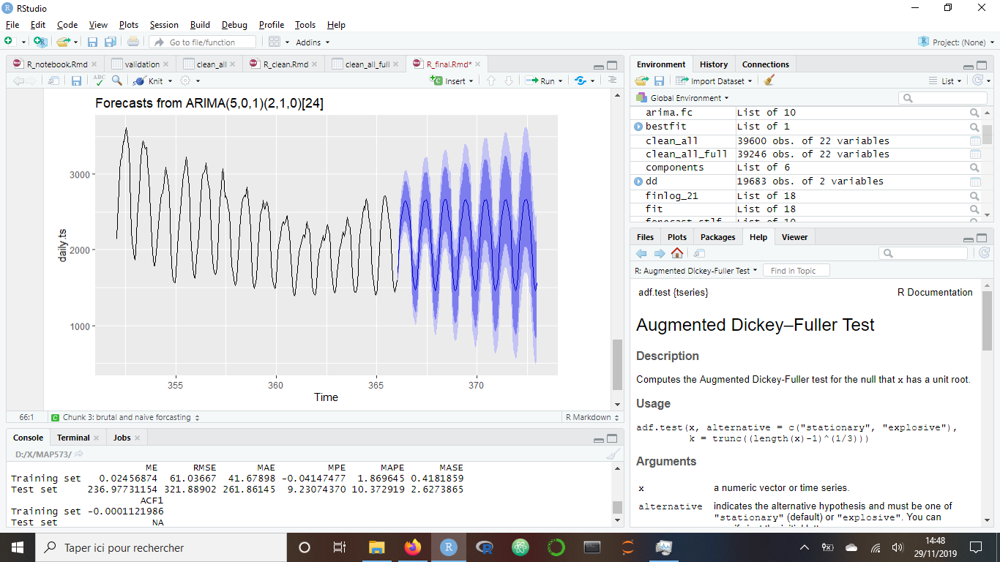 RStudio
File Edit Code View Plots Session Build Debug Profile Tools Help
Go to file/function Addins Project: (None)
R_notebook.Rmd validation clean_all R_clean.Rmd clean_all_full R_final.Rmd*
ABC Knit Insert Run
Forecasts from ARIMA(5,0,1)(2,1,0)[24]
3000
2000
1000
daily.ts
355 360 365 370
Time
66:1 Chunk 3: brutal and naive forcasting R Markdown
Console Terminal Jobs
D:/X/MAP573/
ME RMSE MAE MPE MAPE MASE
Training set 0.02456874 61.03667 41.67898 -0.04147477 1.869645 0.4181859
Test set 236.97731154 321.88902 261.86145 9.23074370 10.372919 2.6273865
ACF1
Training set -0.0001121986
Test set NA
Environment History Connections
Import Dataset List
Global Environment
arima.fc List of 10
bestfit List of 1
clean_all 39600 obs. of 22 variables
clean_all_full 39246 obs. of 22 variables
components List of 6
dd 19683 obs. of 2 variables
finlog_21 List of 18
fit List of 18
forecast_stlf List of 10
Files Plots Packages Help Viewer
R: Augmented Dickey-Fuller Test Find in Topic
adf.test {tseries} R Documentation
Augmented Dickey–Fuller Test
Description
Computes the Augmented Dickey-Fuller test for the null that x has a unit root.
Usage
adf.test(x, alternative = c("stationary", "explosive"),
k = trunc((length(x)-1)^(1/3)))
Arguments
x a numeric vector or time series.
alternative indicates the alternative hypothesis and must be one of
"stationary" (default) or "explosive". You can
Taper ici pour rechercher
14:48
29/11/2019